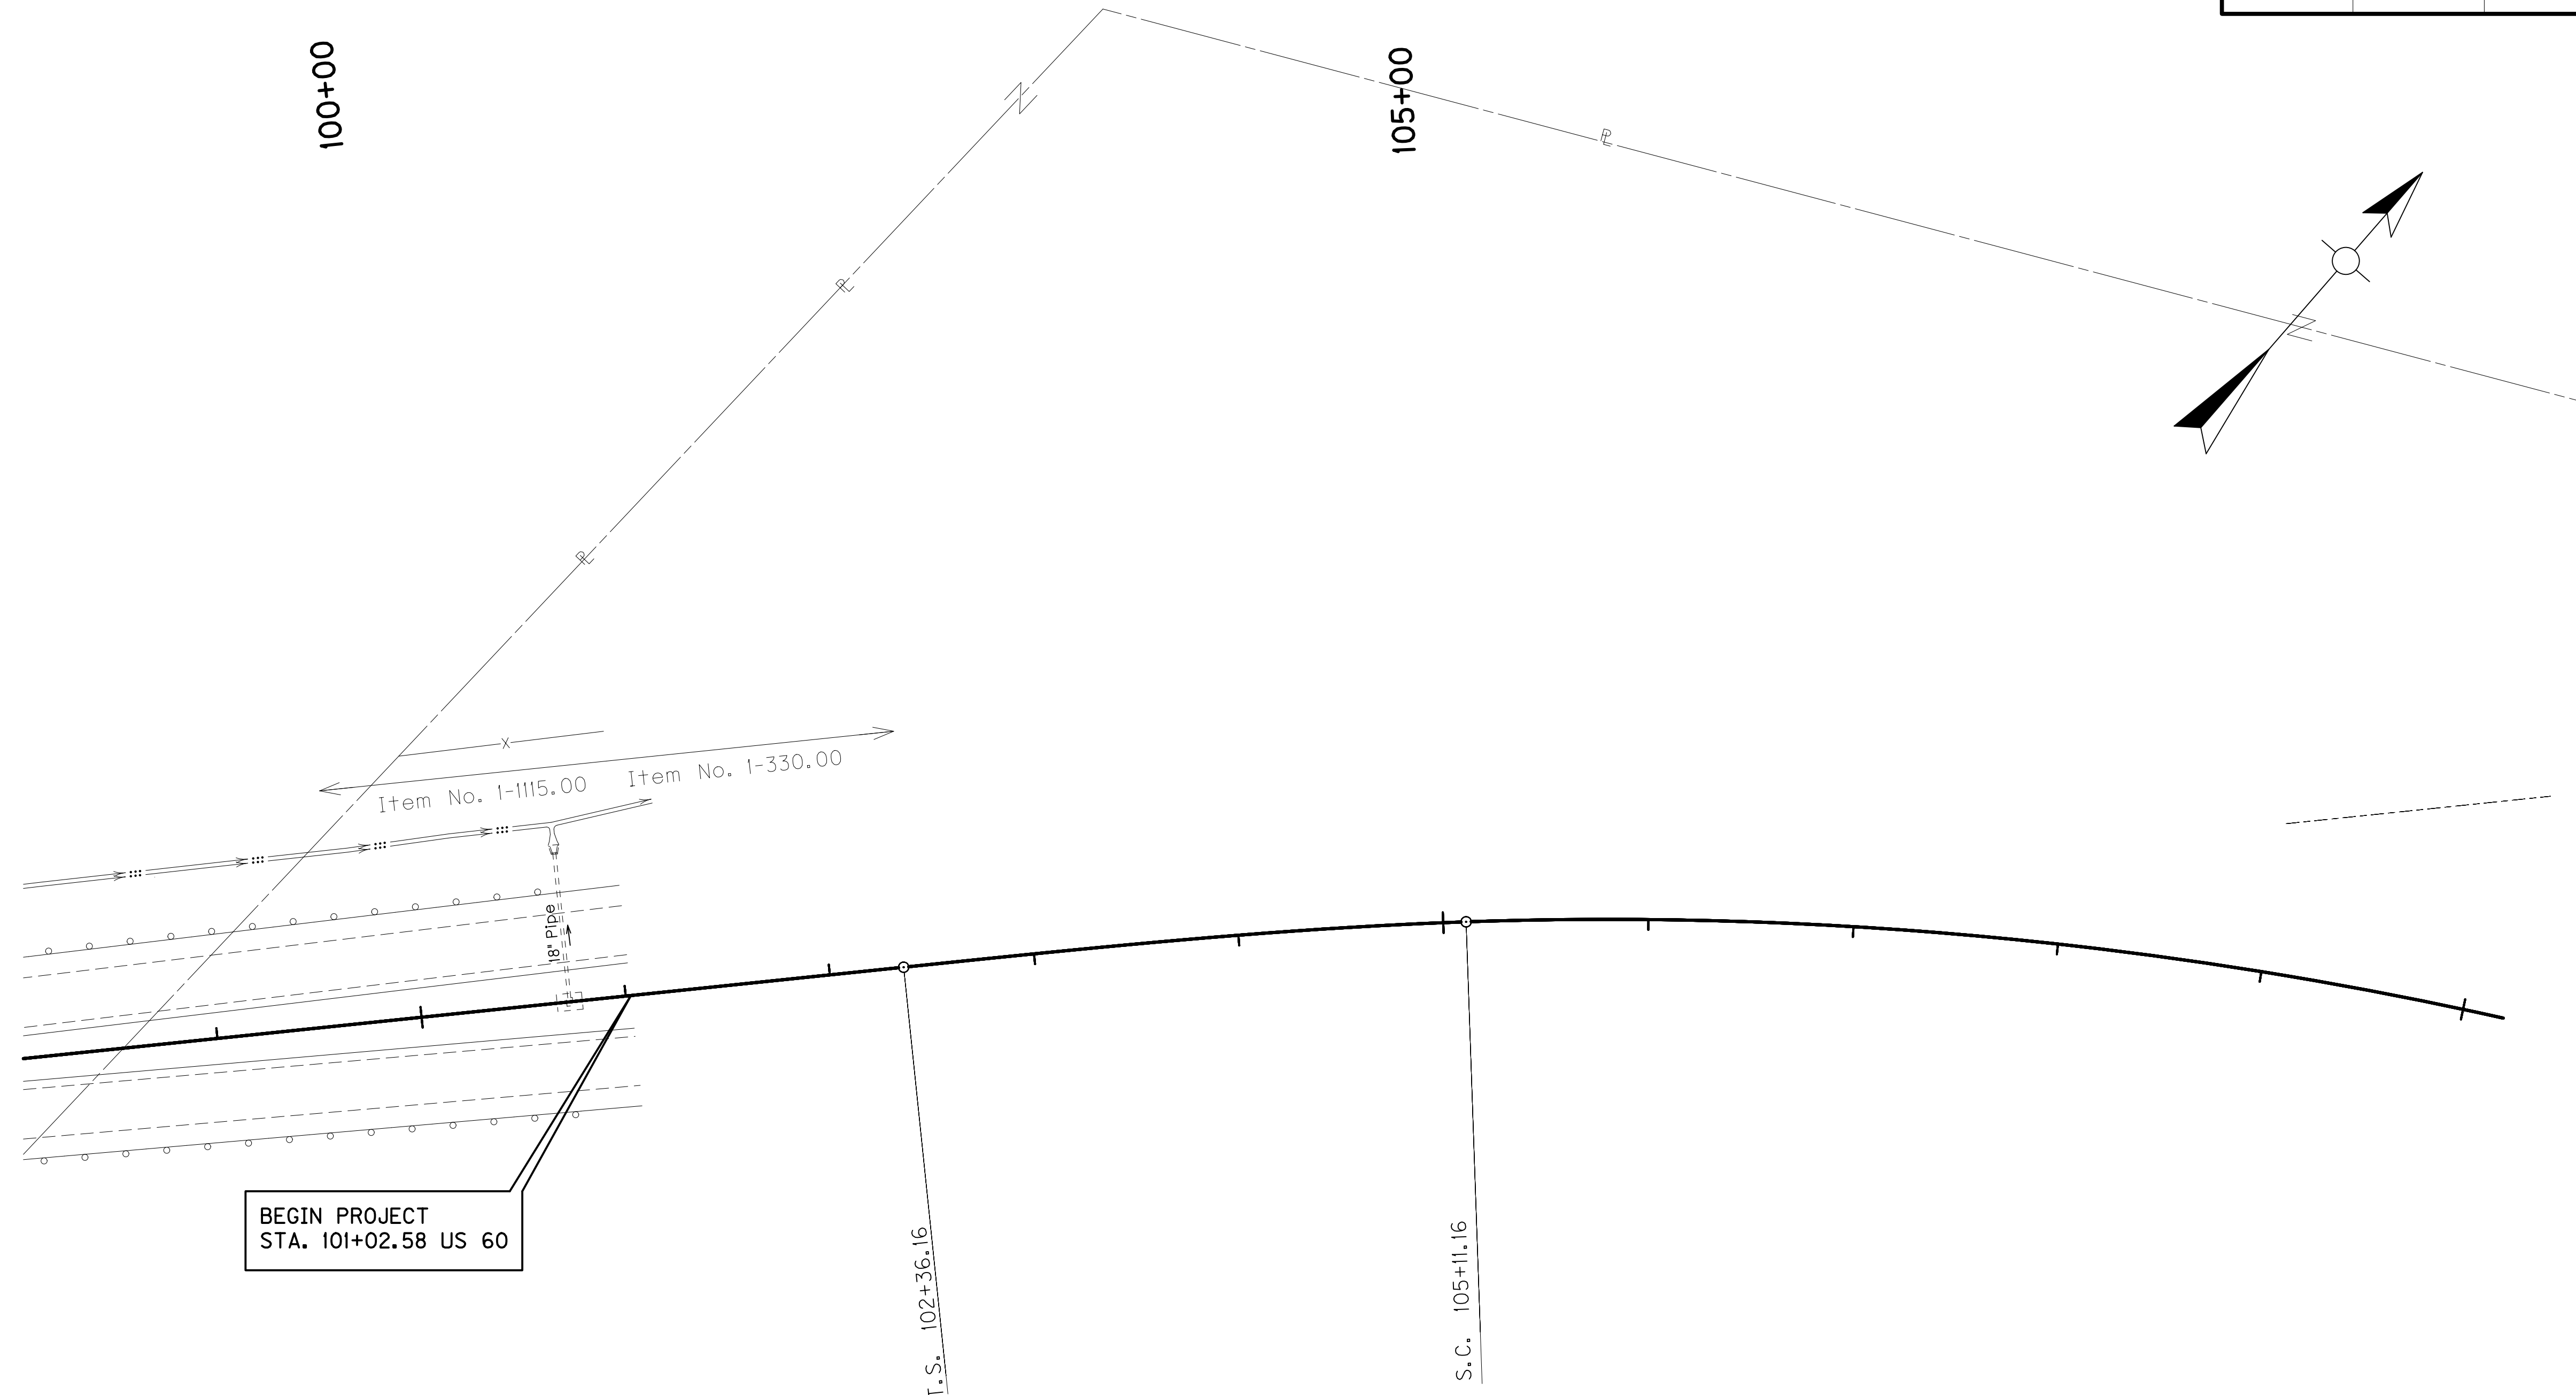 100+00
105+00
Item No. 1-1115.00
Item No. 1-330.00
18" Pipe
BEGIN PROJECT
STA. 101+02.58 US 60
T.S. 102+36.16
S.C. 105+11.16